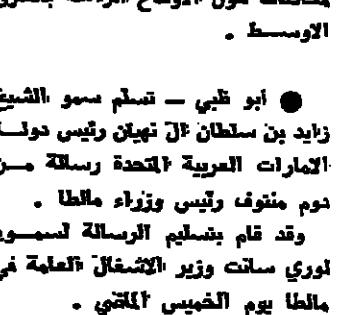 الاوسط .
● أبو ظبي — تسلم سمو الشيخ
زايد بن سلطان آل نهيان رئيس دولة
الامارات العربية المتحدة رسالة من
دوم منتوف رئيس وزراء مالطا .
وقد قام بتسليم الرسالة لسموه
لوري سانت وزير الاشغال العامة في
مالطا يوم الخميس الماضي .